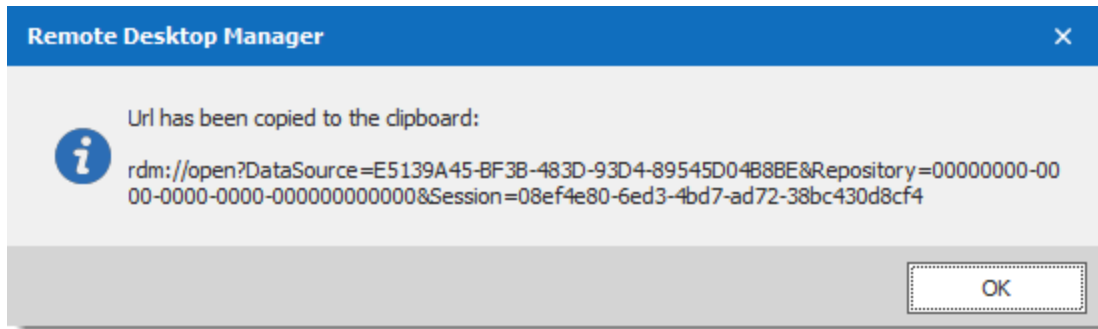 Remote Desktop Manager
Url has been copied to the clipboard:
rdm://open?DataSource=E5139A45-BF3B-483D-93D4-89545D04B8BE&Repository=00000000-00
00-0000-0000-000000000000&Session=08ef4e80-6ed3-4bd7-ad72-38bc430d8cf4
OK